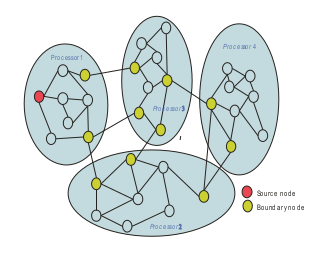 Processor 1
Processor 4
Processor 3
Processor 2
Source node
Boundary node